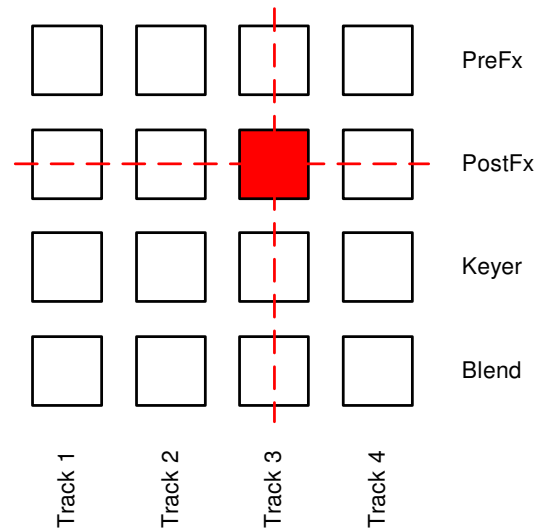 PreFx
PostFx
Keyer
Blend
Track 1
Track 2
Track 3
Track 4